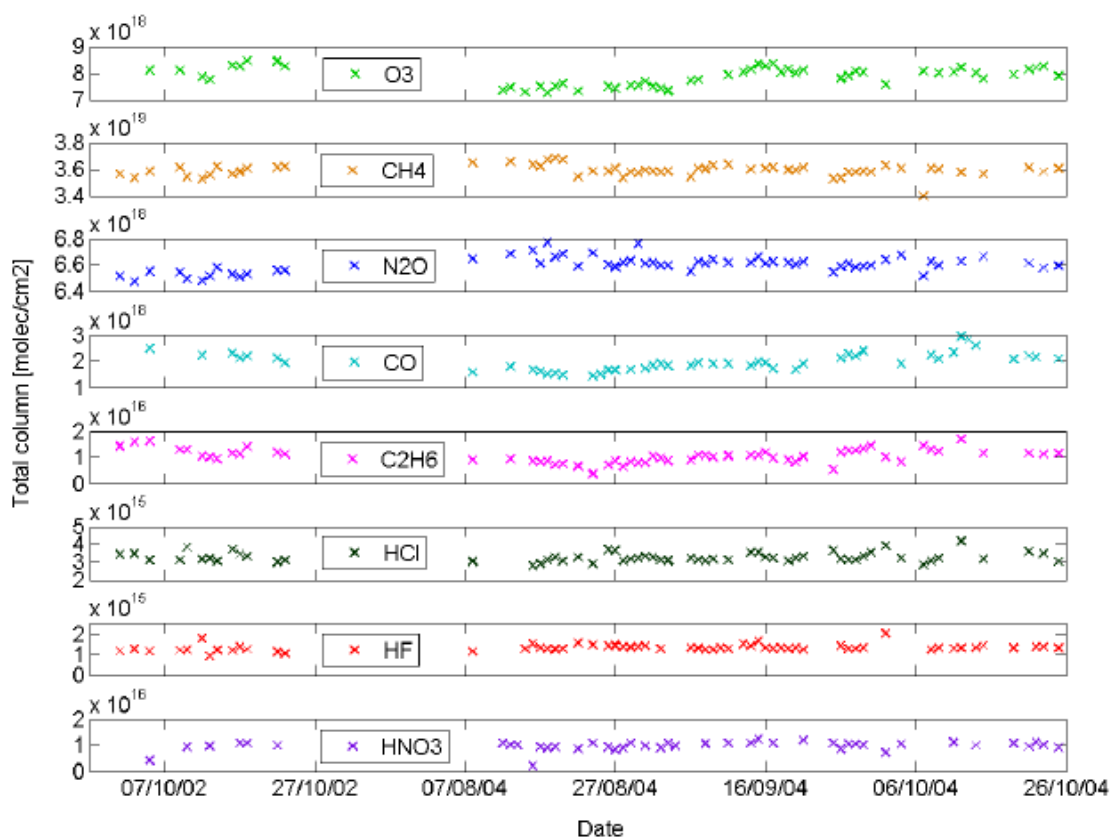 x 10^18
9
8
7
O3
x 10^19
3.8
3.6
3.4
CH4
x 10^18
6.8
6.6
6.4
N2O
x 10^18
3
2
1
CO
x 10^16
2
1
0
C2H6
x 10^15
5
3
2
HCl
x 10^15
2
1
0
HF
x 10^16
2
1
0
HNO3
07/10/02 27/10/02 07/08/04 27/08/04 16/09/04 06/10/04 26/10/04
Date
Total column [molec/cm2]